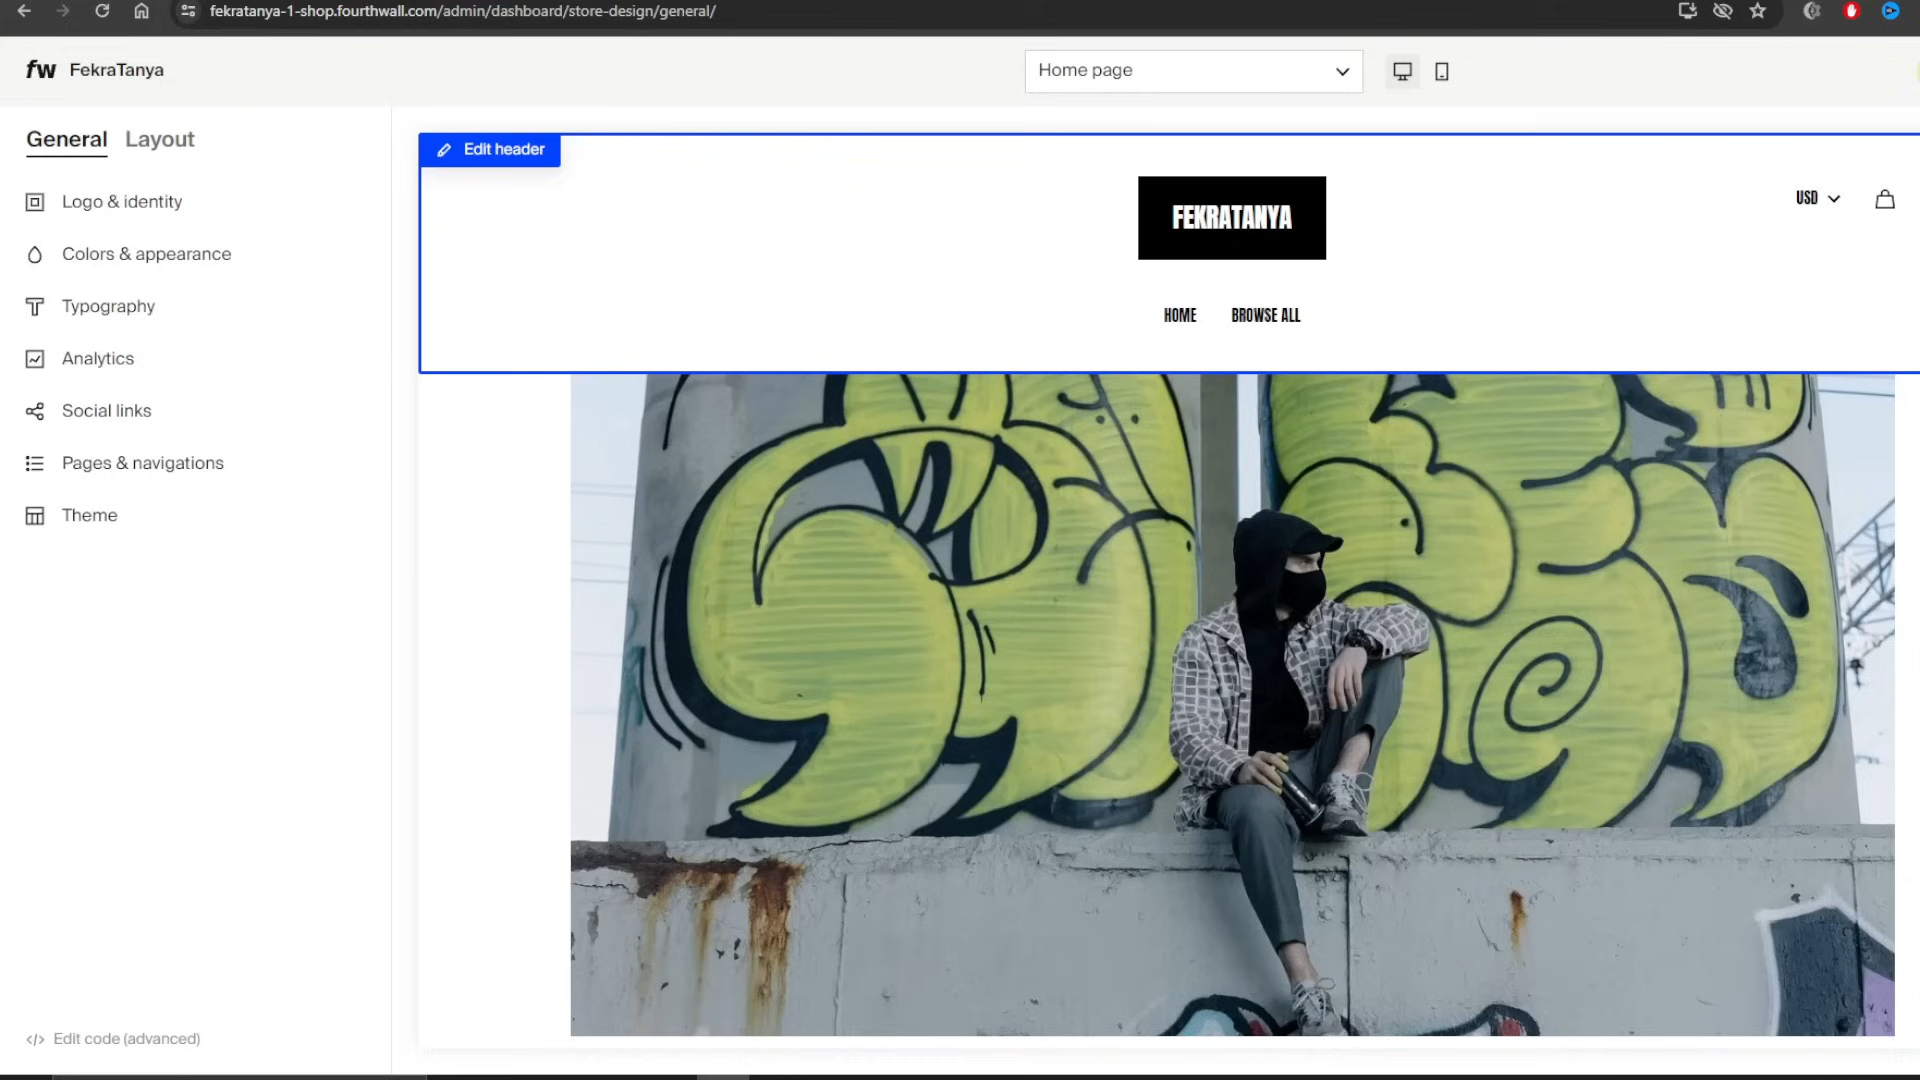 fekratanya-1-shop.fourthwall.com/admin/dashboard/store-design/general/
fw FekraTanya
Home page
General Layout
Edit header
Logo & identity
Colors & appearance
Typography
Analytics
Social links
Pages & navigations
Theme
FEKRATANYA
USD
HOME BROWSE ALL
</> Edit code (advanced)